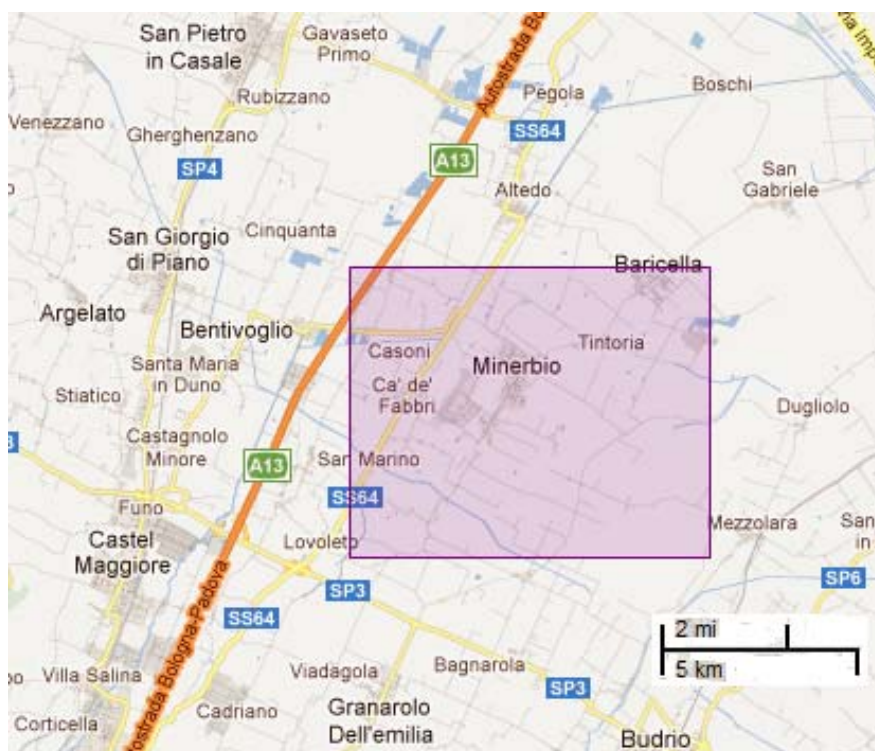 San Pietro
in Casale
Gavaseto
Primo
Autostrada Bo
Rubizzano
Pegola
Boschi
Venezzano
Gherghenzano
SS64
SP4
A13
San
Gabriele
Altedo
San Giorgio
di Piano
Cinquanta
Baricella
Argelato
Bentivoglio
Casoni
Tintoria
Santa Maria
in Duno
Minerbio
Stiatico
Ca' de'
Fabbri
Dugliolo
Castagnolo
Minore
A13
San Marino
SS64
Funo
Mezzolara
San
in
Castel
Maggiore
Lovoleto
SP3
SP6
SS64
2 mi
5 km
Autostrada Bologna-Padova
Villa Salina
Viadagola
Bagnarola
SP3
Corticella
Cadriano
Granarolo
Dell'emilia
Budrio